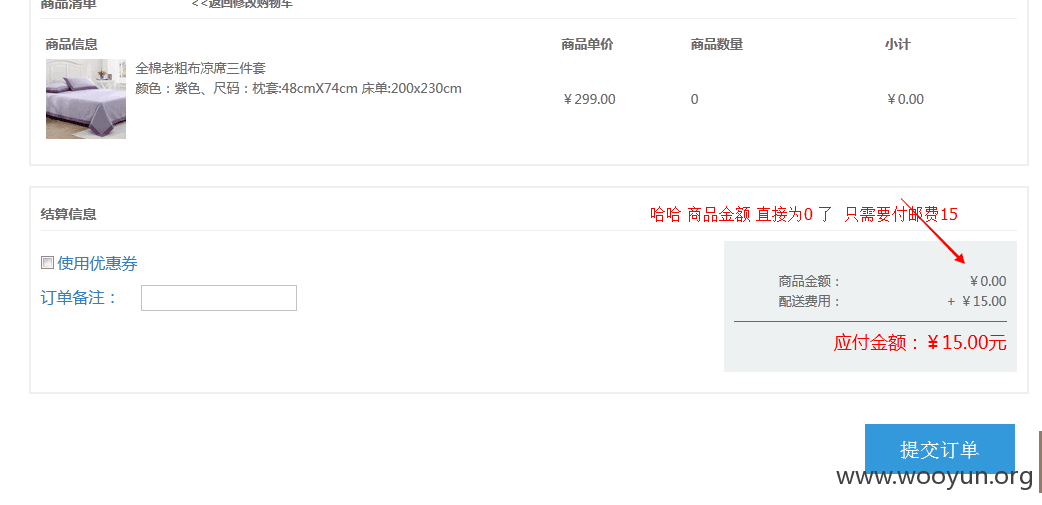 商品清单 <<返回修改购物车
商品信息 商品单价 商品数量 小计
全棉老粗布凉席三件套
颜色：紫色、尺码：枕套:48cmX74cm 床单:200x230cm
￥299.00 0 ￥0.00
结算信息
哈哈 商品金额 直接为0 了 只需要付邮费15
使用优惠券
订单备注：
商品金额： ￥0.00
配送费用： + ￥15.00
应付金额：￥15.00元
提交订单
www.wooyun.org